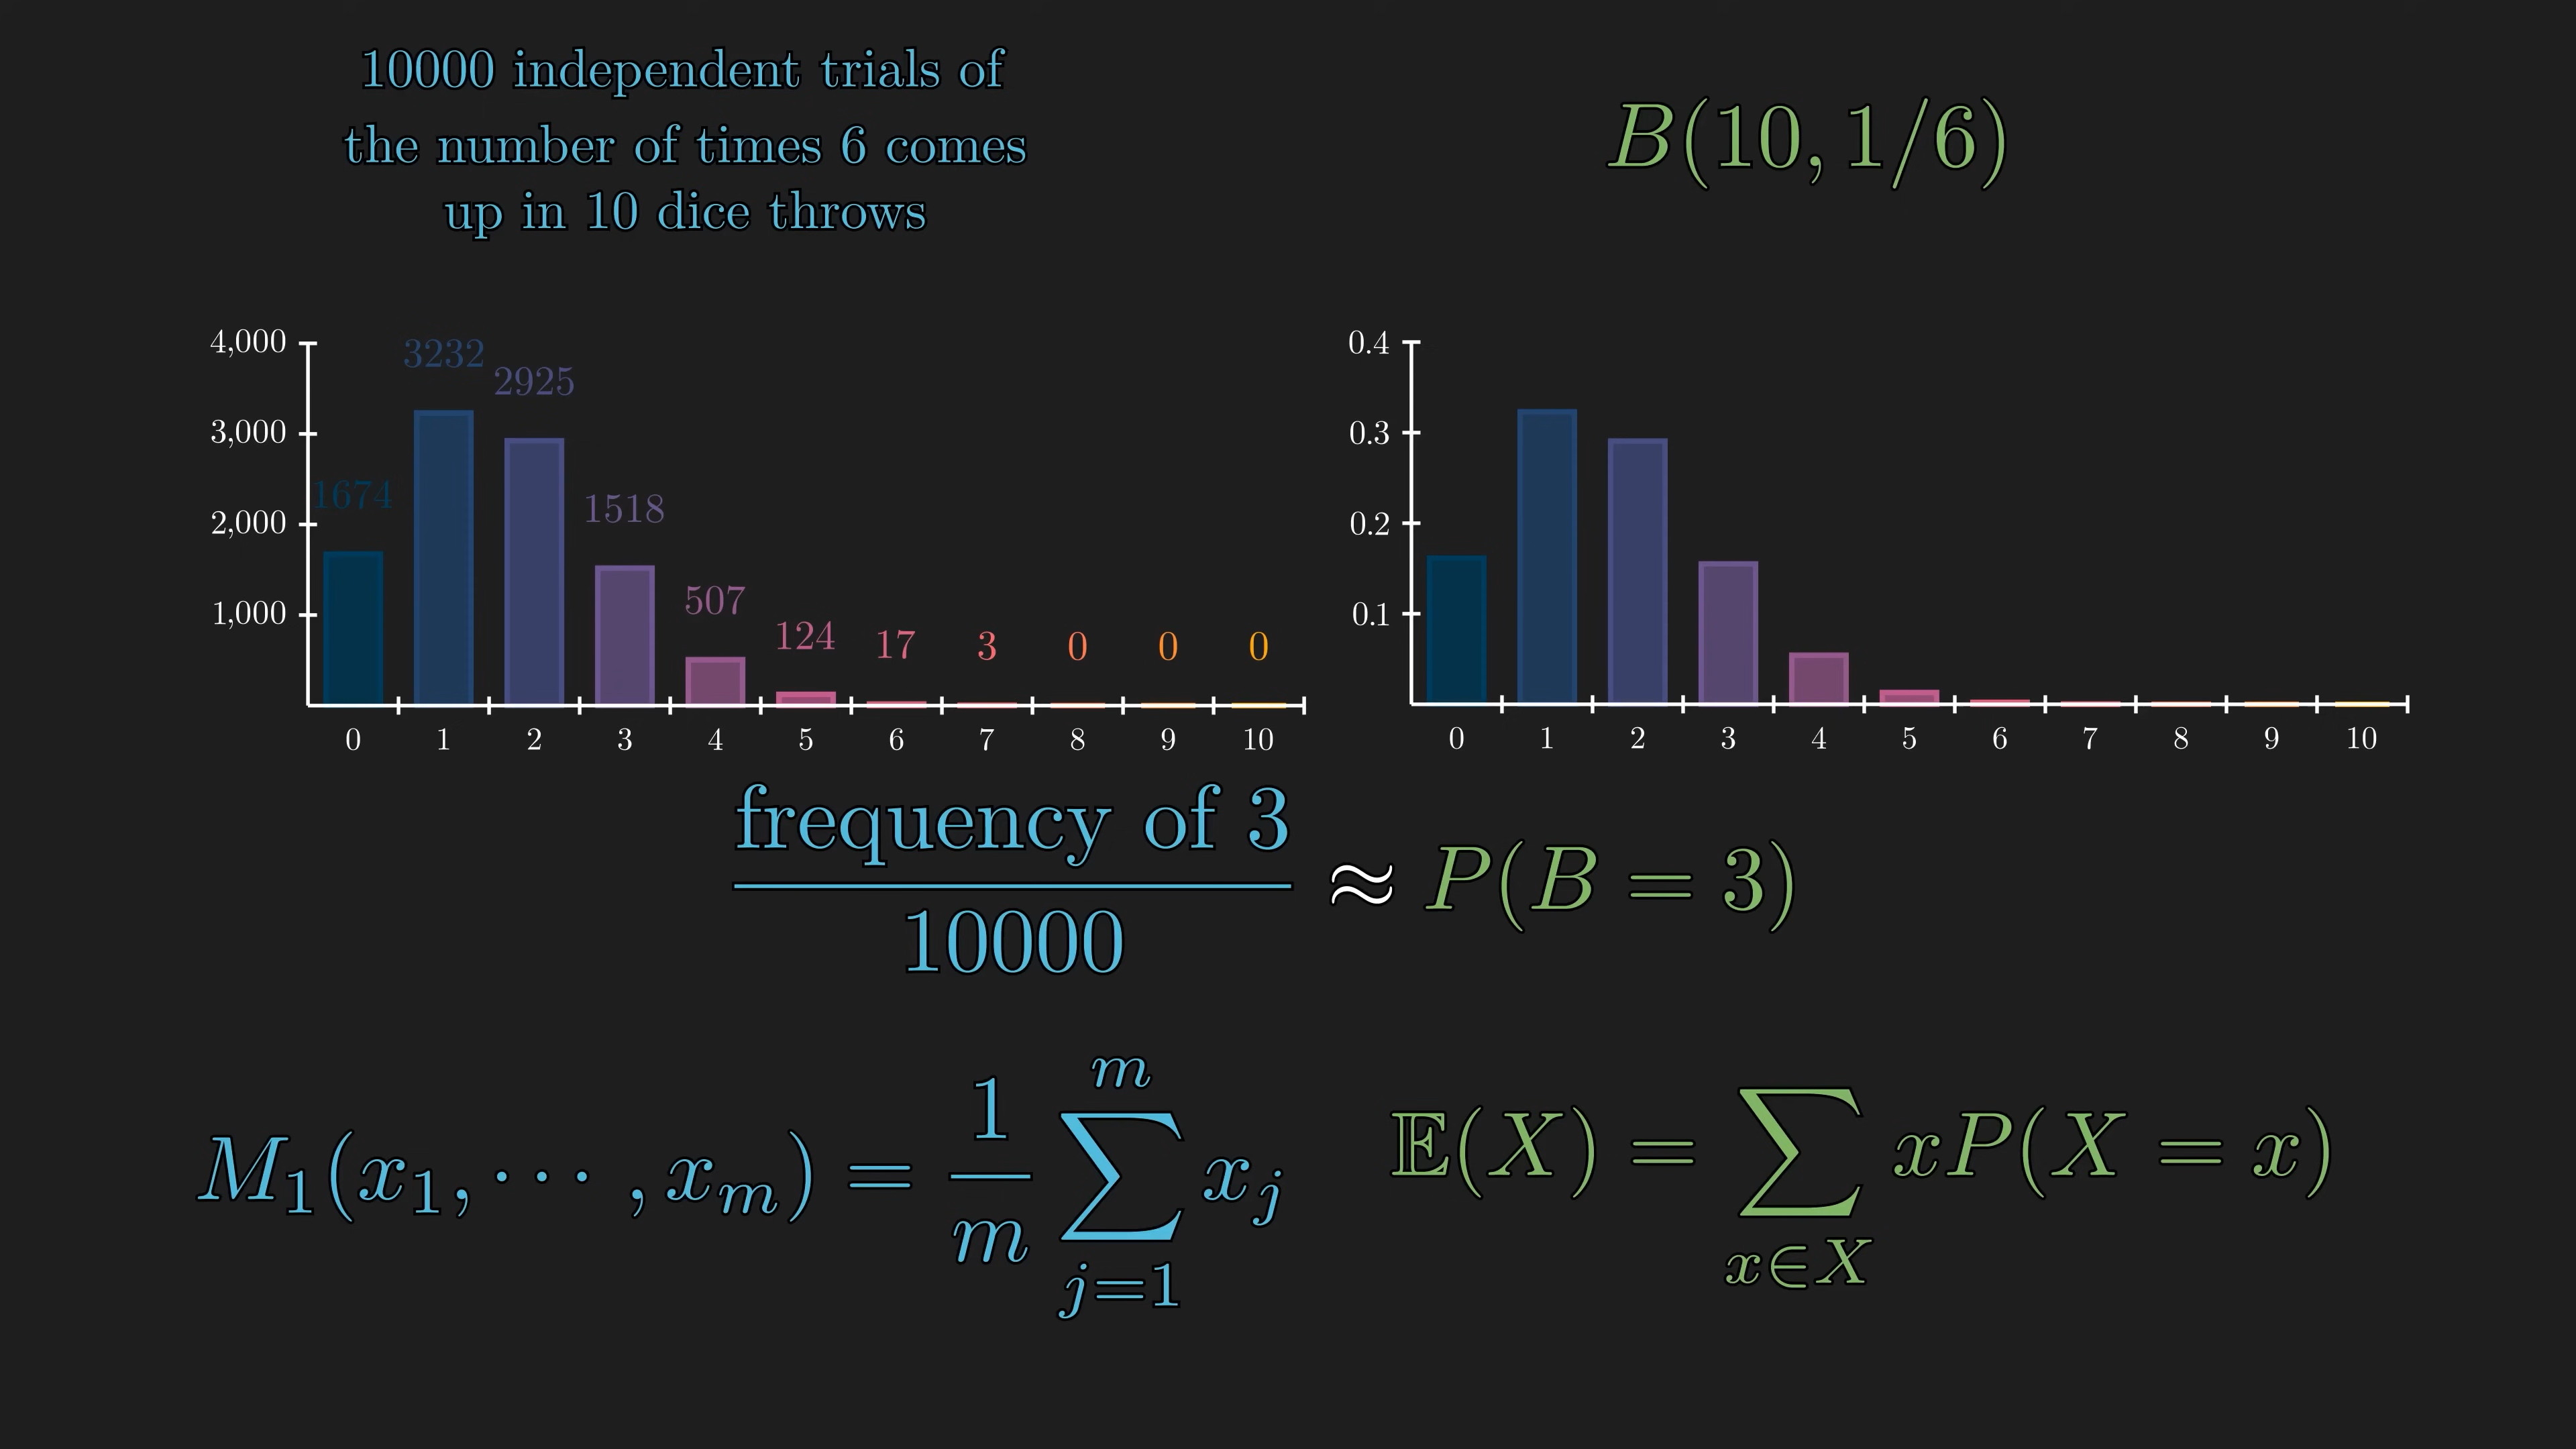 10000 independent trials of
the number of times 6 comes
up in 10 dice throws
B(10, 1/6)
4,000
3,000
2,000
1,000
1674
3232
2925
1518
507
124
17
3
0
0
0
0 1 2 3 4 5 6 7 8 9 10
0.4
0.3
0.2
0.1
0 1 2 3 4 5 6 7 8 9 10
frequency of 3
10000
≈ P(B = 3)
M₁(x₁, ⋯ , xₘ) = 1/m ∑_{j=1}^{m} x_j
𝔼(X) = ∑_{x∈X} xP(X = x)